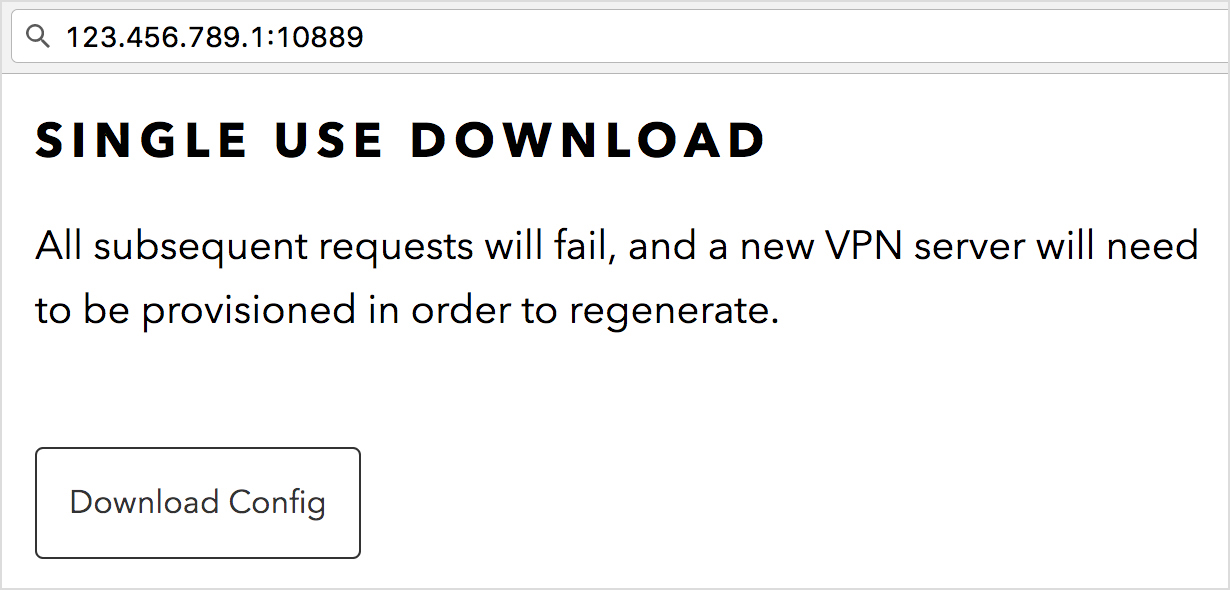 123.456.789.1:10889
SINGLE USE DOWNLOAD
All subsequent requests will fail, and a new VPN server will need
to be provisioned in order to regenerate.
Download Config